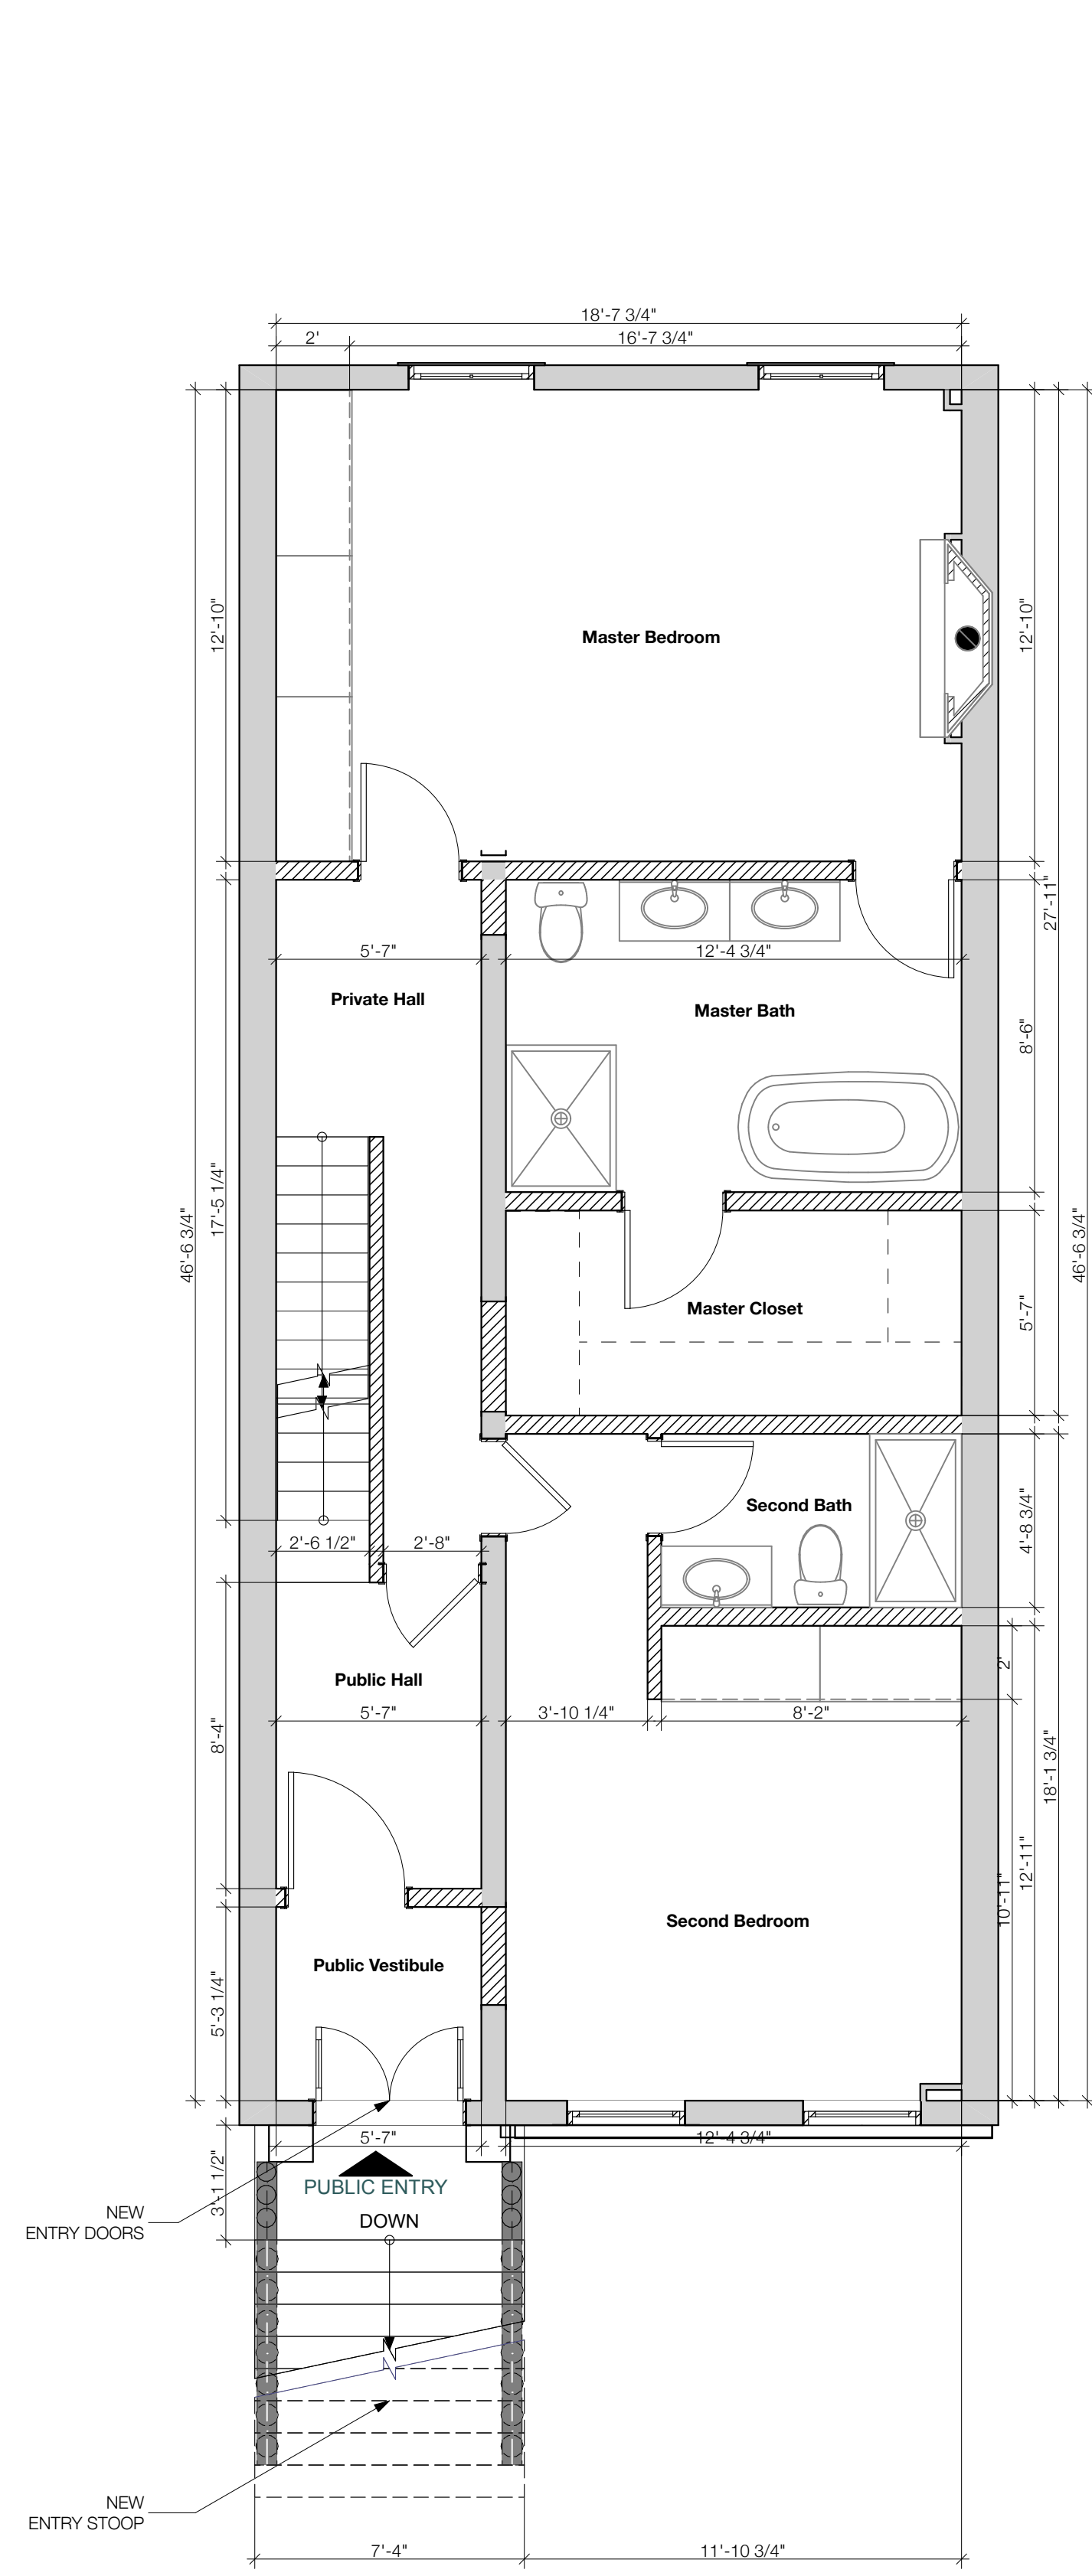 18'-7 3/4"
2'
16'-7 3/4"
12'-10"
12'-10"
Master Bedroom
27'-11"
5'-7"
12'-4 3/4"
Private Hall
Master Bath
8'-6"
17'-5 1/4"
46'-6 3/4"
46'-6 3/4"
Master Closet
5'-7"
Second Bath
4'-8 3/4"
2'-6 1/2"
2'-8"
Public Hall
2'
5'-7"
3'-10 1/4"
8'-2"
8'-4"
18'-1 3/4"
12'-11"
10'-11"
Second Bedroom
Public Vestibule
5'-3 1/4"
5'-7"
12'-4 3/4"
3'-1 1/2"
PUBLIC ENTRY
NEW
ENTRY DOORS
DOWN
NEW
ENTRY STOOP
7'-4"
11'-10 3/4"